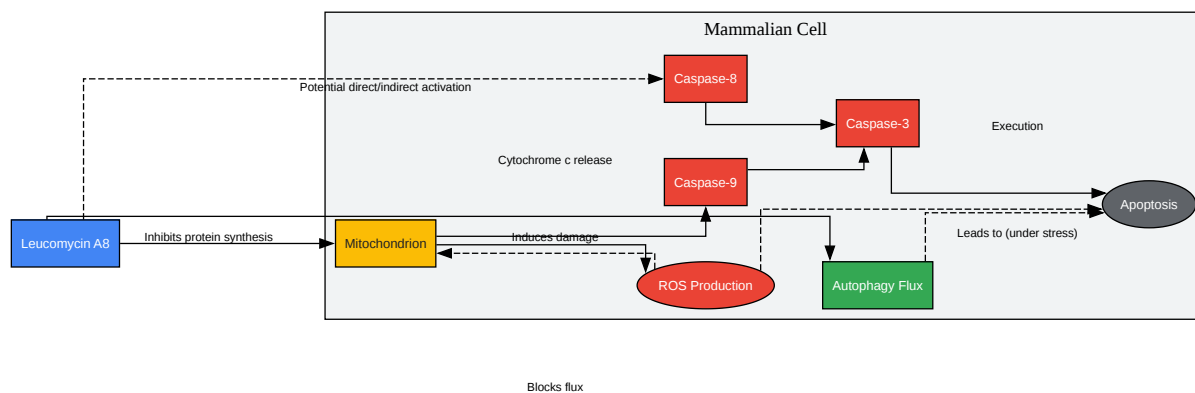 Mammalian Cell
Caspase-8
Potential direct/indirect activation
Caspase-3
Execution
Cytochrome c release
Caspase-9
Apoptosis
Leucomycin A8
Inhibits protein synthesis
Mitochondrion
Induces damage
Leads to (under stress)
ROS Production
Autophagy Flux
Blocks flux